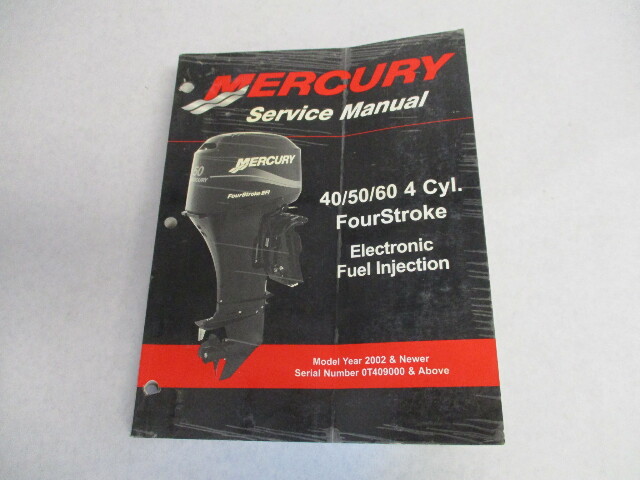 MERCURY
Service Manual
50
MERCURY
FourStroke EFI
40/50/60 4 Cyl.
FourStroke
Electronic
Fuel Injection
Model Year 2002 & Newer
Serial Number 0T409000 & Above